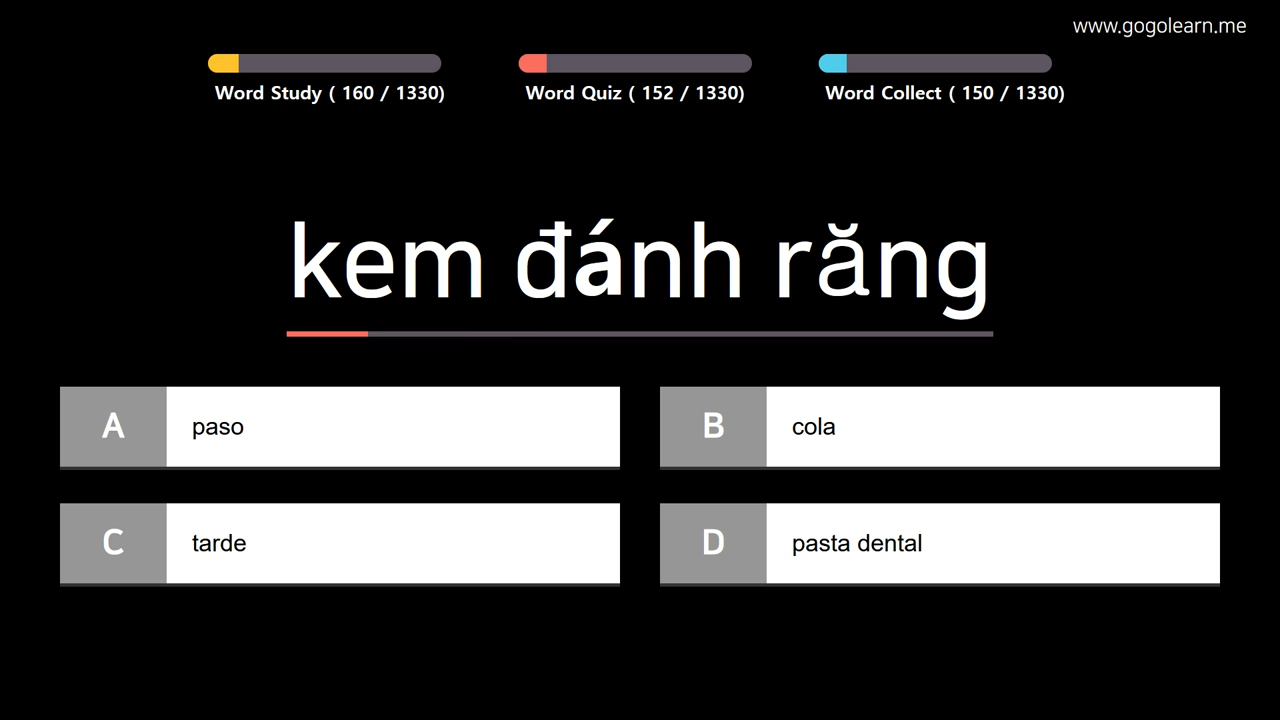 www.gogolearn.me
Word Study ( 160 / 1330)
Word Quiz ( 152 / 1330)
Word Collect ( 150 / 1330)
kem đánh răng
A paso
B cola
C tarde
D pasta dental